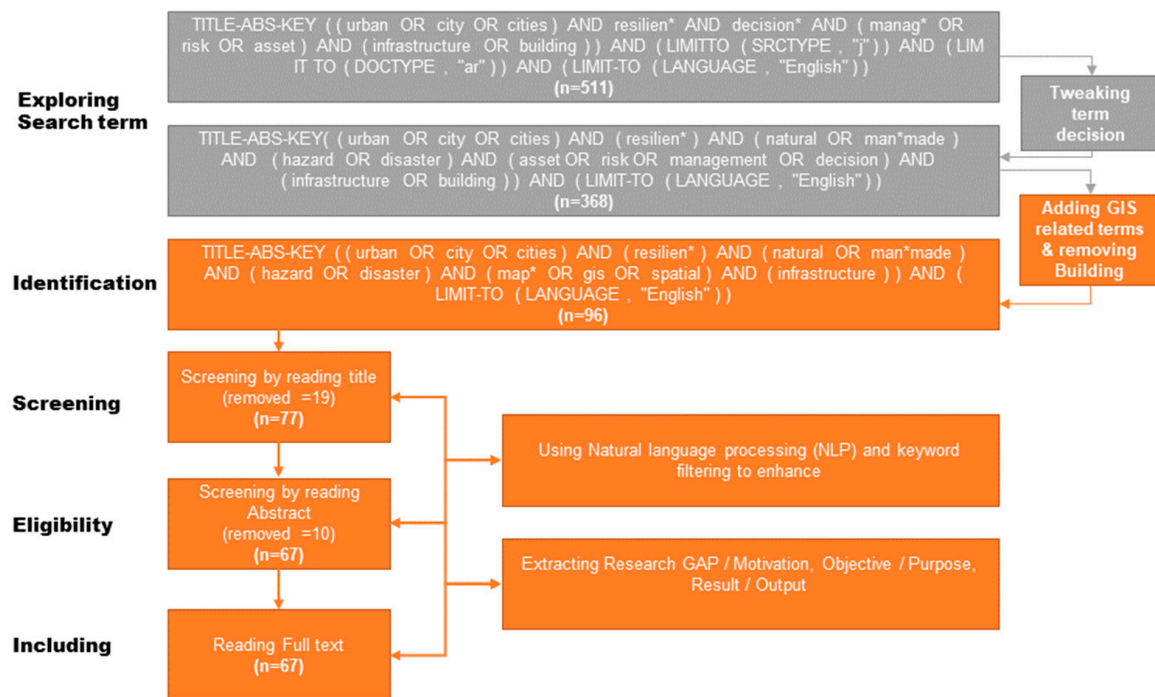 TITLE-ABS-KEY ((urban OR city OR cities) AND resilien* AND decision* AND (manag* OR
risk OR asset) AND (infrastructure OR building)) AND (LIMITTO (SRCTYPE , "j")) AND (LIM
IT TO (DOCTYPE , "ar")) AND (LIMIT-TO (LANGUAGE , "English"))
(n=511)
Exploring
Search term
Tweaking
term
decision
TITLE-ABS-KEY( (urban OR city OR cities) AND (resilien*) AND (natural OR man*made)
AND (hazard OR disaster) AND (asset OR risk OR management OR decision) AND
(infrastructure OR building)) AND (LIMIT-TO (LANGUAGE , "English"))
(n=368)
Adding GIS
related terms
& removing
Building
Identification
TITLE-ABS-KEY ((urban OR city OR cities) AND (resilien*) AND (natural OR man*made)
AND (hazard OR disaster) AND (map* OR gis OR spatial) AND (infrastructure)) AND (
LIMIT-TO (LANGUAGE , "English"))
(n=96)
Screening
Screening by reading title
(removed =19)
(n=77)
Using Natural language processing (NLP) and keyword
filtering to enhance
Eligibility
Screening by reading
Abstract
(removed =10)
(n=67)
Extracting Research GAP / Motivation, Objective / Purpose,
Result / Output
Including
Reading Full text
(n=67)